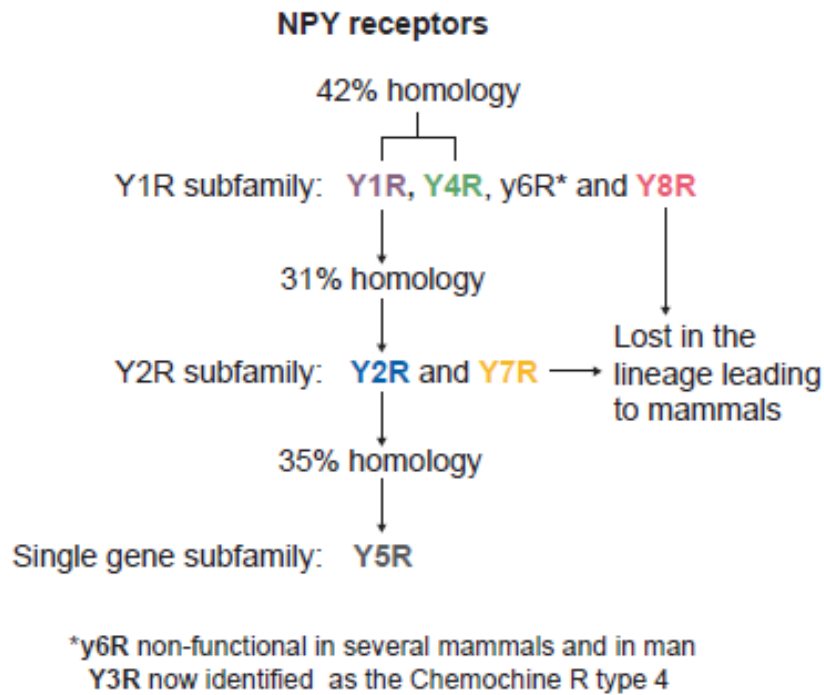 NPY receptors
42% homology
Y1R subfamily: Y1R, Y4R, y6R* and Y8R
31% homology
Lost in the
lineage leading
to mammals
Y2R subfamily: Y2R and Y7R
35% homology
Single gene subfamily: Y5R
*y6R non-functional in several mammals and in man
Y3R now identified as the Chemochine R type 4